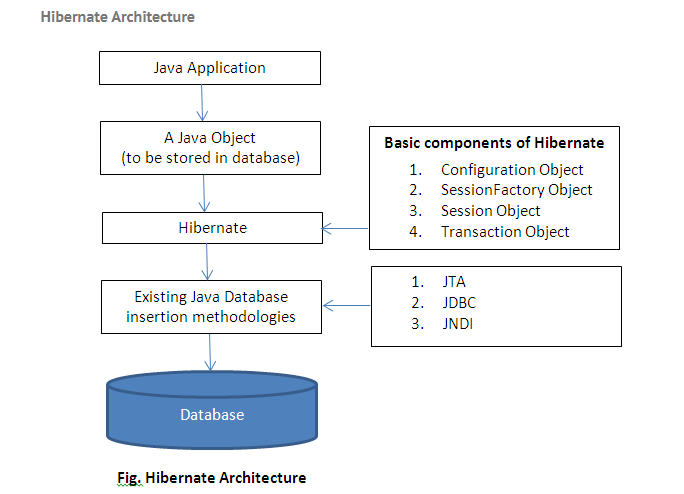 Hibernate Architecture
Java Application
A Java Object
(to be stored in database)
Basic components of Hibernate
1. Configuration Object
2. SessionFactory Object
3. Session Object
4. Transaction Object
Hibernate
Existing Java Database
insertion methodologies
1. JTA
2. JDBC
3. JNDI
Database
Fig. Hibernate Architecture